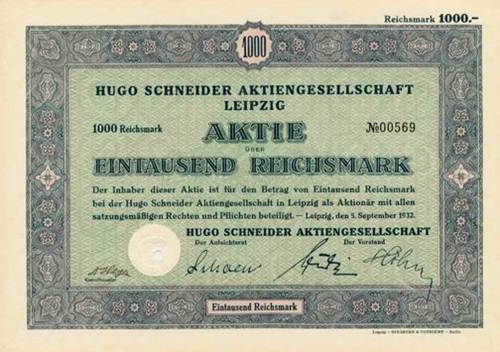 Reichsmark 1000.-
1000
HUGO SCHNEIDER AKTIENGESELLSCHAFT
LEIPZIG
1000 Reichsmark AKTIE №00569
ÜBER
EINTAUSEND REICHSMARK
Der Inhaber dieser Aktie ist für den Betrag von Eintausend Reichsmark
bei der Hugo Schneider Aktiengesellschaft in Leipzig als Aktionär mit allen
satzungsmäßigen Rechten und Pflichten beteiligt. — Leipzig, den 5. September 1932.
HUGO SCHNEIDER AKTIENGESELLSCHAFT
Der Aufsichtsrat Der Vorstand
Eintausend Reichsmark